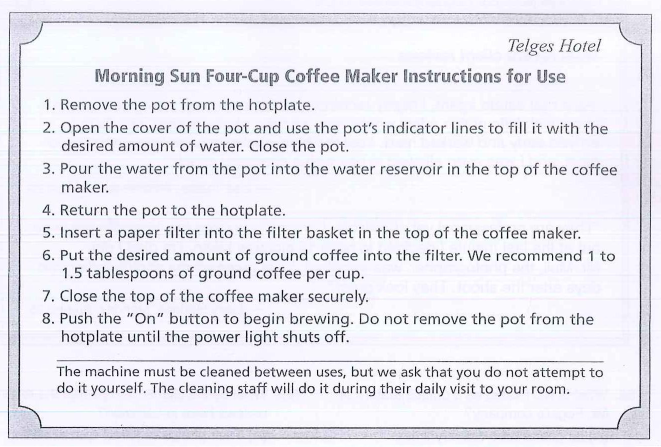 Telges Hotel
Morning Sun Four-Cup Coffee Maker Instructions for Use
1. Remove the pot from the hotplate.
2. Open the cover of the pot and use the pot's indicator lines to fill it with the
desired amount of water. Close the pot.
3. Pour the water from the pot into the water reservoir in the top of the coffee
maker.
4. Return the pot to the hotplate.
5. Insert a paper filter into the filter basket in the top of the coffee maker.
6. Put the desired amount of ground coffee into the filter. We recommend 1 to
1.5 tablespoons of ground coffee per cup.
7. Close the top of the coffee maker securely.
8. Push the "On" button to begin brewing. Do not remove the pot from the
hotplate until the power light shuts off.
The machine must be cleaned between uses, but we ask that you do not attempt to
do it yourself. The cleaning staff will do it during their daily visit to your room.